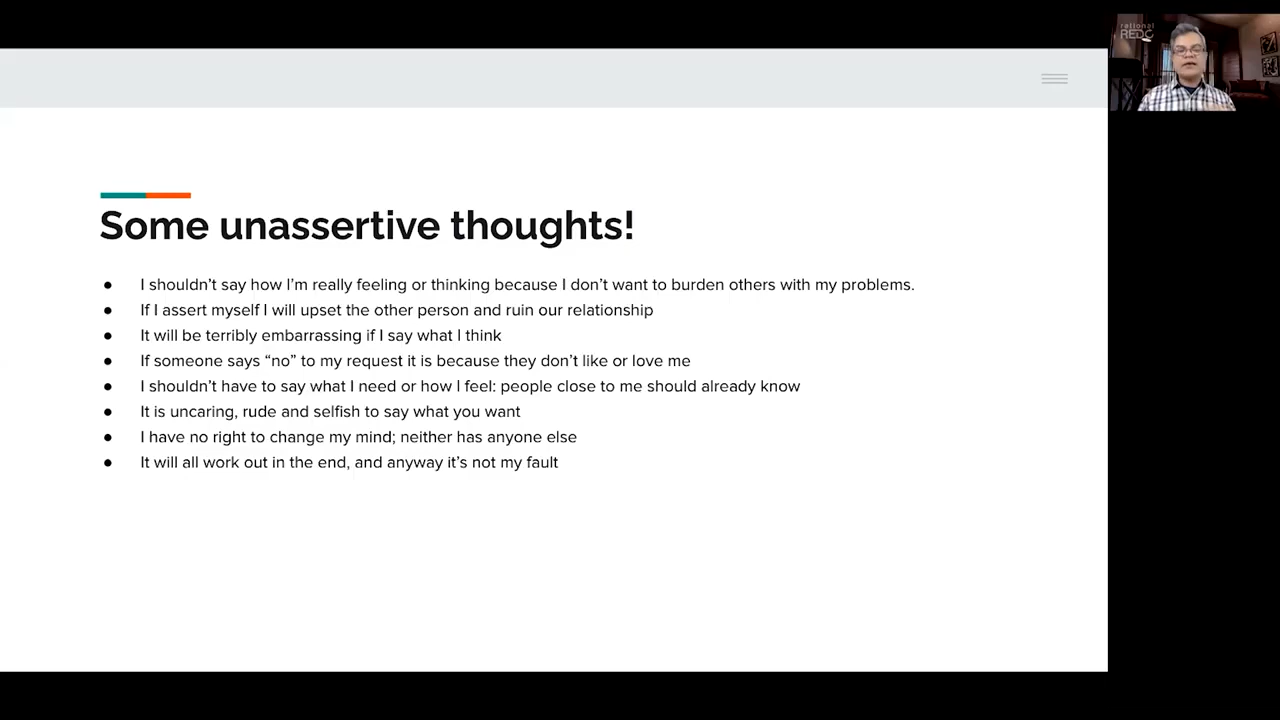 rational
REDC
Some unassertive thoughts!
● I shouldn’t say how I’m really feeling or thinking because I don’t want to burden others with my problems.
● If I assert myself I will upset the other person and ruin our relationship
● It will be terribly embarrassing if I say what I think
● If someone says “no” to my request it is because they don’t like or love me
● I shouldn’t have to say what I need or how I feel: people close to me should already know
● It is uncaring, rude and selfish to say what you want
● I have no right to change my mind; neither has anyone else
● It will all work out in the end, and anyway it’s not my fault